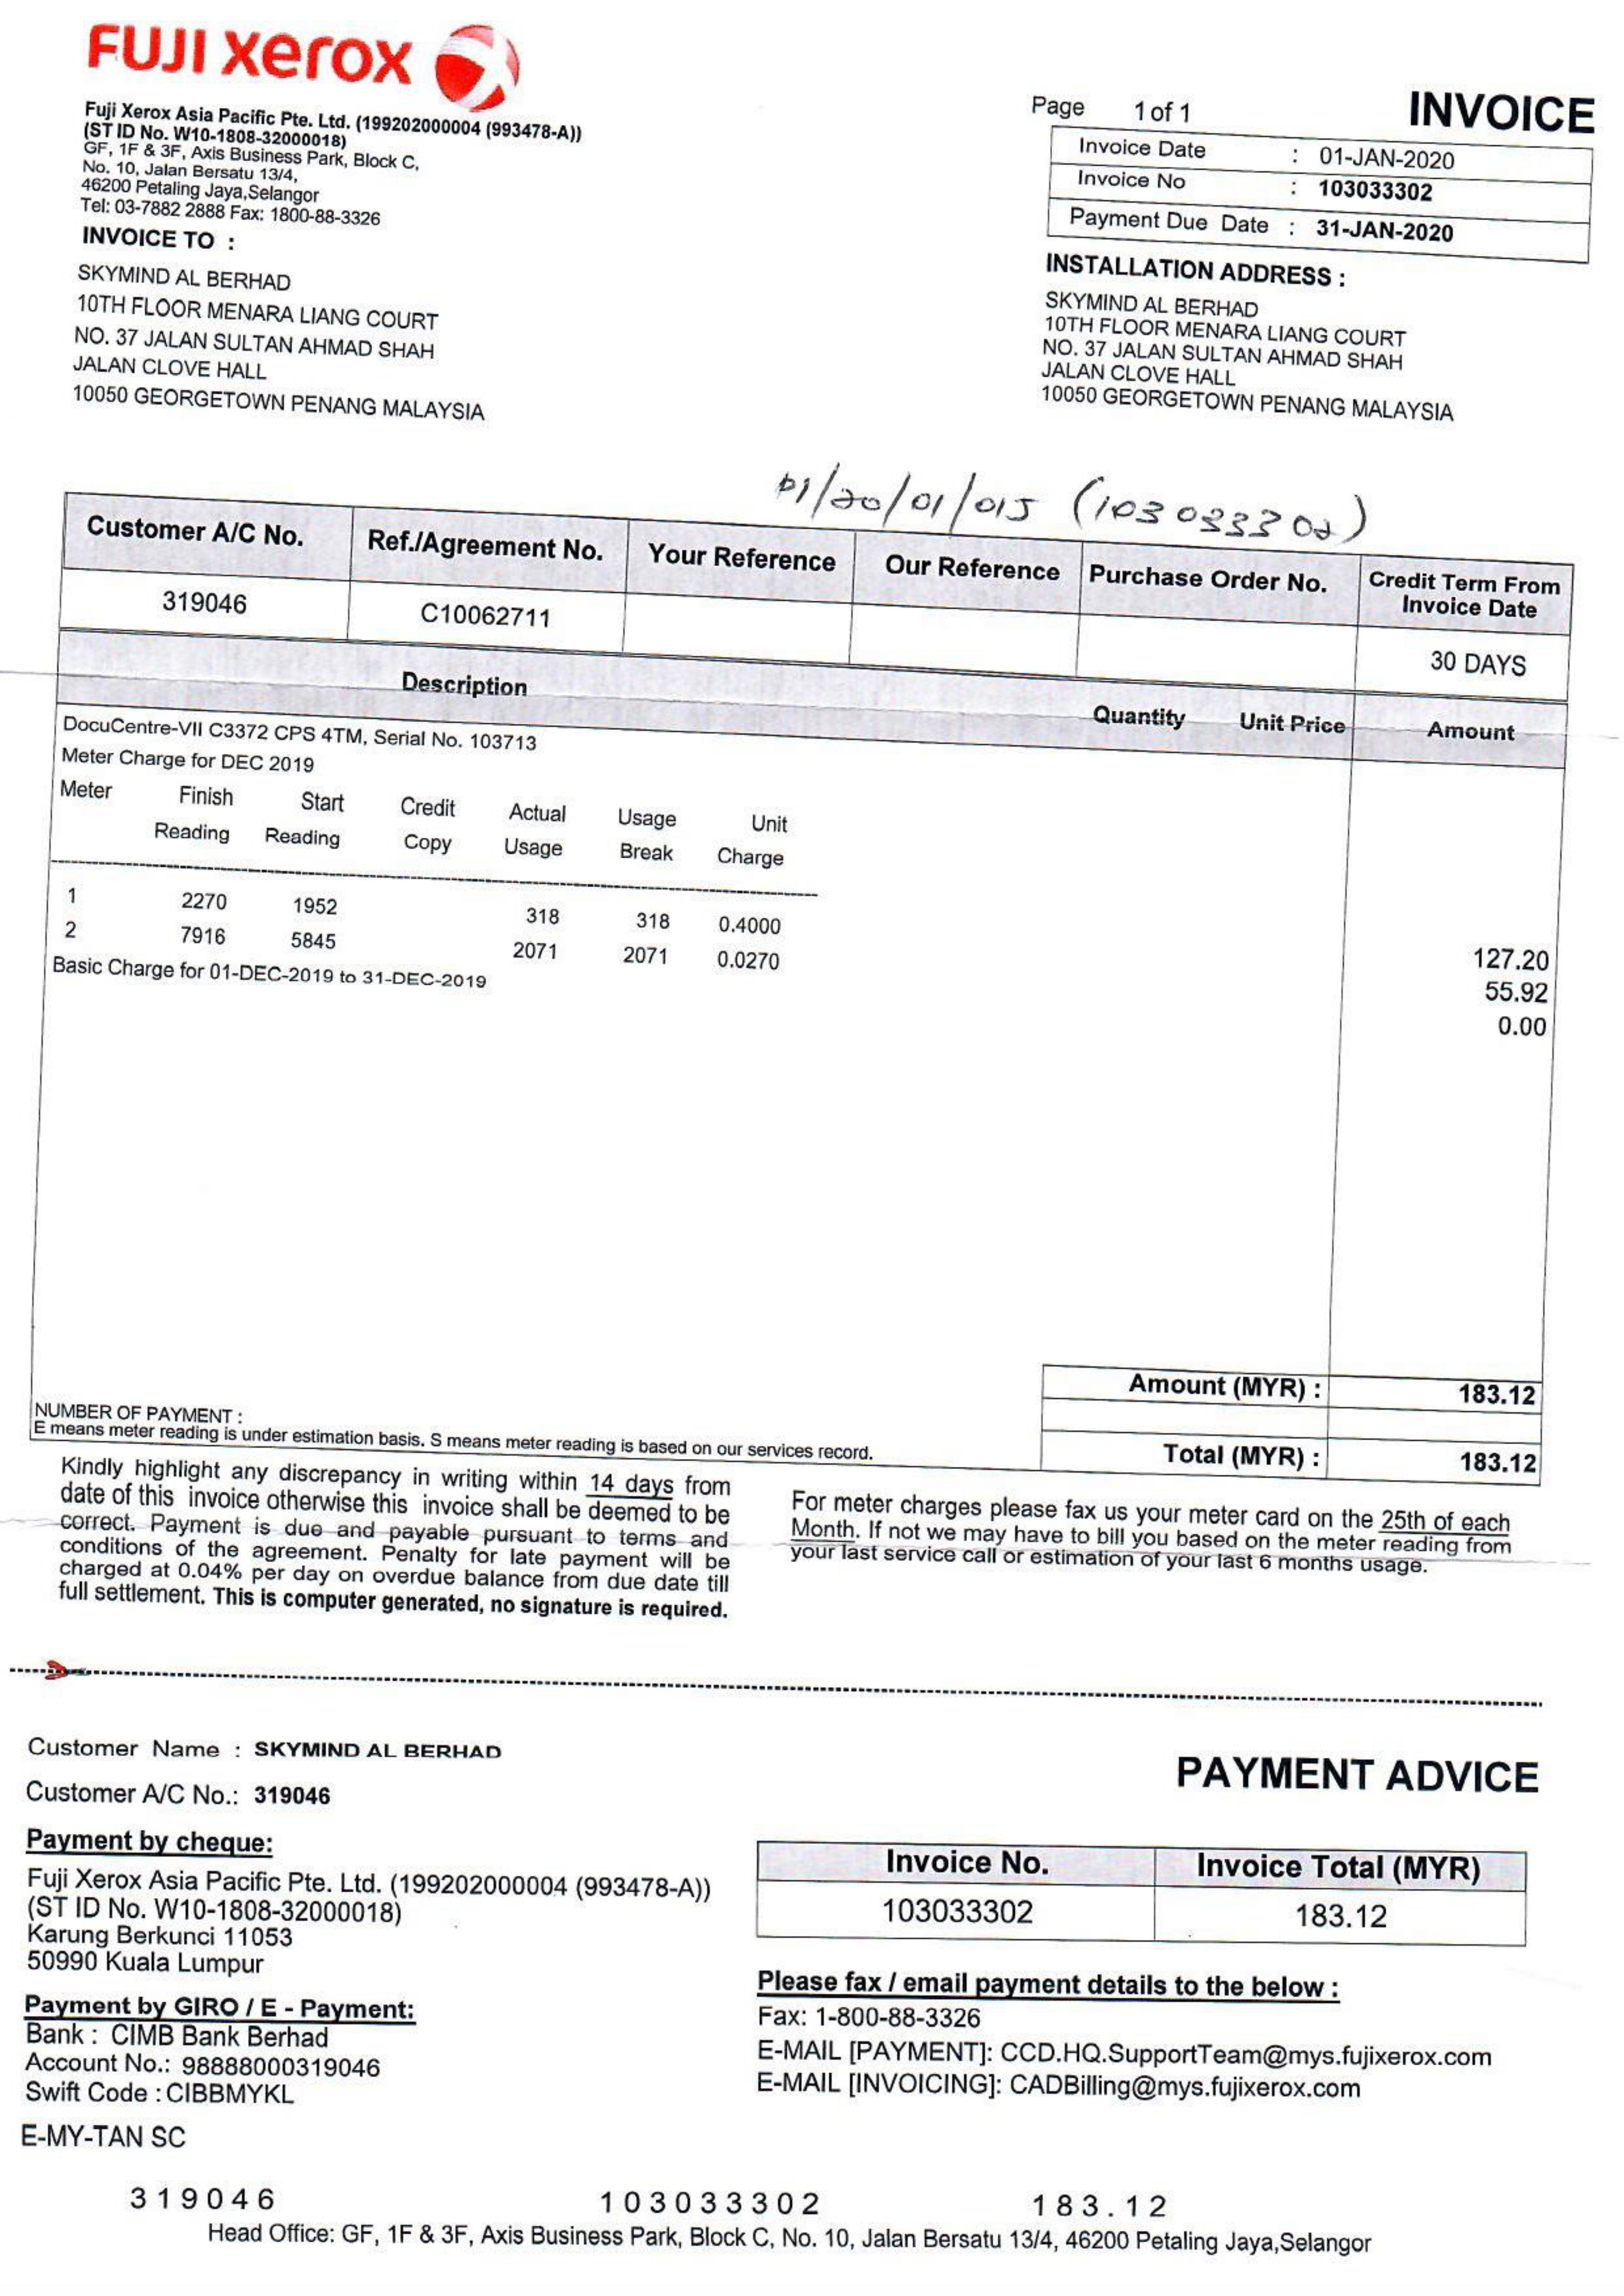 FUJI xerox
Fuji Xerox Asia Pacific Pte. Ltd. (199202000004 (993478-A))
(ST ID No. W10-1808-32000018)
GF, 1F & 3F, Axis Business Park, Block C,
No. 10, Jalan Bersatu 13/4,
46200 Petaling Jaya,Selangor
Tel: 03-7882 2888 Fax: 1800-88-3326
INVOICE TO :
SKYMIND AL BERHAD
10TH FLOOR MENARA LIANG COURT
NO. 37 JALAN SULTAN AHMAD SHAH
JALAN CLOVE HALL
10050 GEORGETOWN PENANG MALAYSIA
Page 1 of 1
INVOICE
Invoice Date : 01-JAN-2020
Invoice No : 103033302
Payment Due Date : 31-JAN-2020
INSTALLATION ADDRESS :
SKYMIND AL BERHAD
10TH FLOOR MENARA LIANG COURT
NO. 37 JALAN SULTAN AHMAD SHAH
JALAN CLOVE HALL
10050 GEORGETOWN PENANG MALAYSIA
PI/20/01/015 (103033302)
Customer A/C No. Ref./Agreement No. Your Reference Our Reference Purchase Order No. Credit Term From Invoice Date
319046 C10062711 30 DAYS
Description Quantity Unit Price Amount
DocuCentre-VII C3372 CPS 4TM, Serial No. 103713
Meter Charge for DEC 2019
Meter Finish Start Credit Actual Usage Unit
Reading Reading Copy Usage Break Charge
1 2270 1952 318 318 0.4000 127.20
2 7916 5845 2071 2071 0.0270 55.92
Basic Charge for 01-DEC-2019 to 31-DEC-2019 0.00
Amount (MYR) : 183.12
NUMBER OF PAYMENT :
E means meter reading is under estimation basis. S means meter reading is based on our services record.
Total (MYR) : 183.12
Kindly highlight any discrepancy in writing within 14 days from
date of this invoice otherwise this invoice shall be deemed to be
correct. Payment is due and payable pursuant to terms and
conditions of the agreement. Penalty for late payment will be
charged at 0.04% per day on overdue balance from due date till
full settlement. This is computer generated, no signature is required.
For meter charges please fax us your meter card on the 25th of each
Month. If not we may have to bill you based on the meter reading from
your last service call or estimation of your last 6 months usage.
Customer Name : SKYMIND AL BERHAD
Customer A/C No.: 319046
PAYMENT ADVICE
Payment by cheque:
Fuji Xerox Asia Pacific Pte. Ltd. (199202000004 (993478-A))
(ST ID No. W10-1808-32000018)
Karung Berkunci 11053
50990 Kuala Lumpur
Payment by GIRO / E - Payment:
Bank : CIMB Bank Berhad
Account No.: 98888000319046
Swift Code : CIBBMYKL
E-MY-TAN SC
Invoice No. Invoice Total (MYR)
103033302 183.12
Please fax / email payment details to the below :
Fax: 1-800-88-3326
E-MAIL [PAYMENT]: CCD.HQ.SupportTeam@mys.fujixerox.com
E-MAIL [INVOICING]: CADBilling@mys.fujixerox.com
319046 103033302 183.12
Head Office: GF, 1F & 3F, Axis Business Park, Block C, No. 10, Jalan Bersatu 13/4, 46200 Petaling Jaya,Selangor